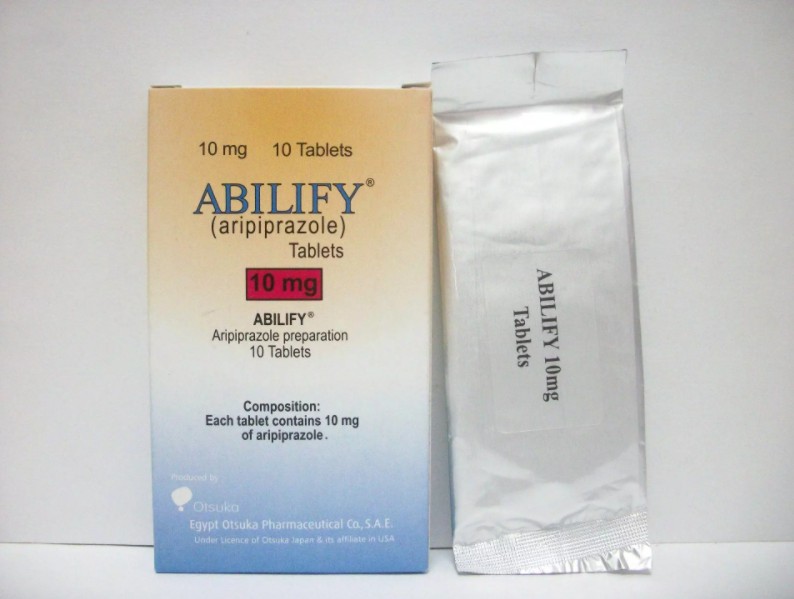 10 mg 10 Tablets
ABILIFY®
(aripiprazole)
Tablets
10 mg
ABILIFY®
Aripiprazole preparation
10 Tablets
Composition:
Each tablet contains 10 mg
of aripiprazole.
Produced by
Otsuka
Egypt Otsuka Pharmaceutical Co., S.A.E.
Under Licence of Otsuka Japan & its affiliate in USA
ABILIFY 10mg
Tablets